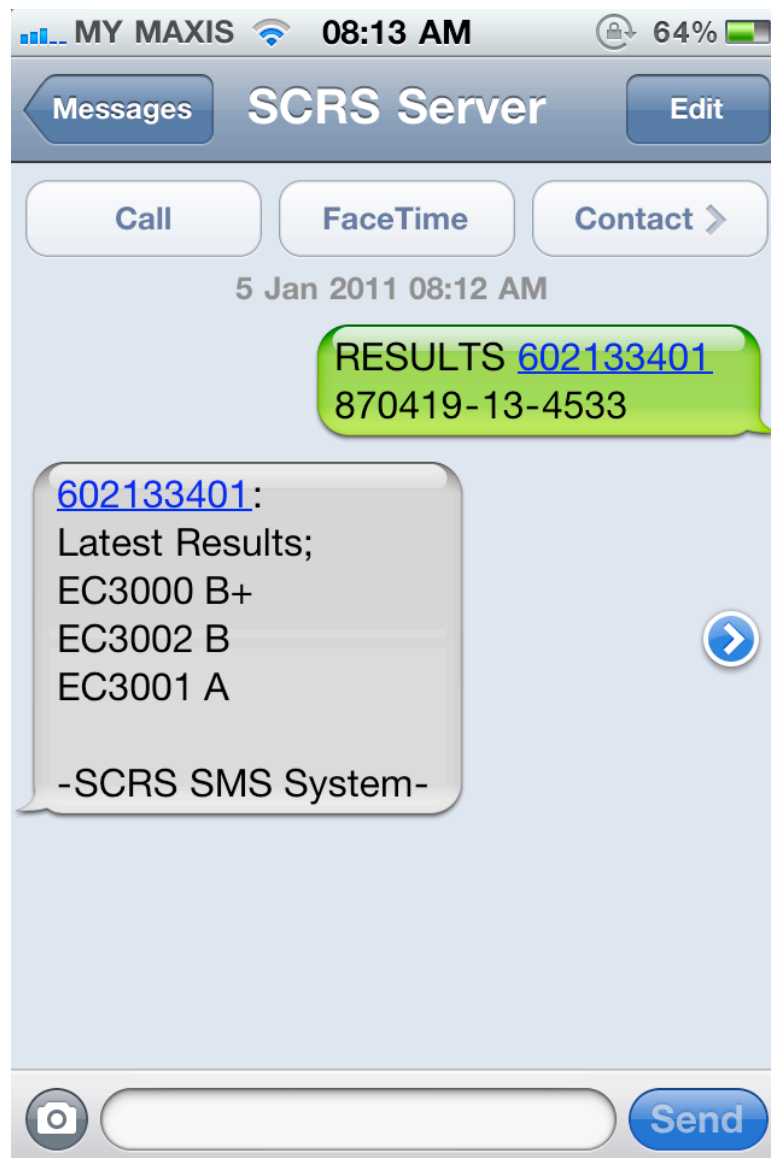 MY MAXIS 08:13 AM 64%
Messages SCRS Server Edit
Call FaceTime Contact
5 Jan 2011 08:12 AM
RESULTS 602133401
870419-13-4533
602133401:
Latest Results;
EC3000 B+
EC3002 B
EC3001 A
-SCRS SMS System-
Send